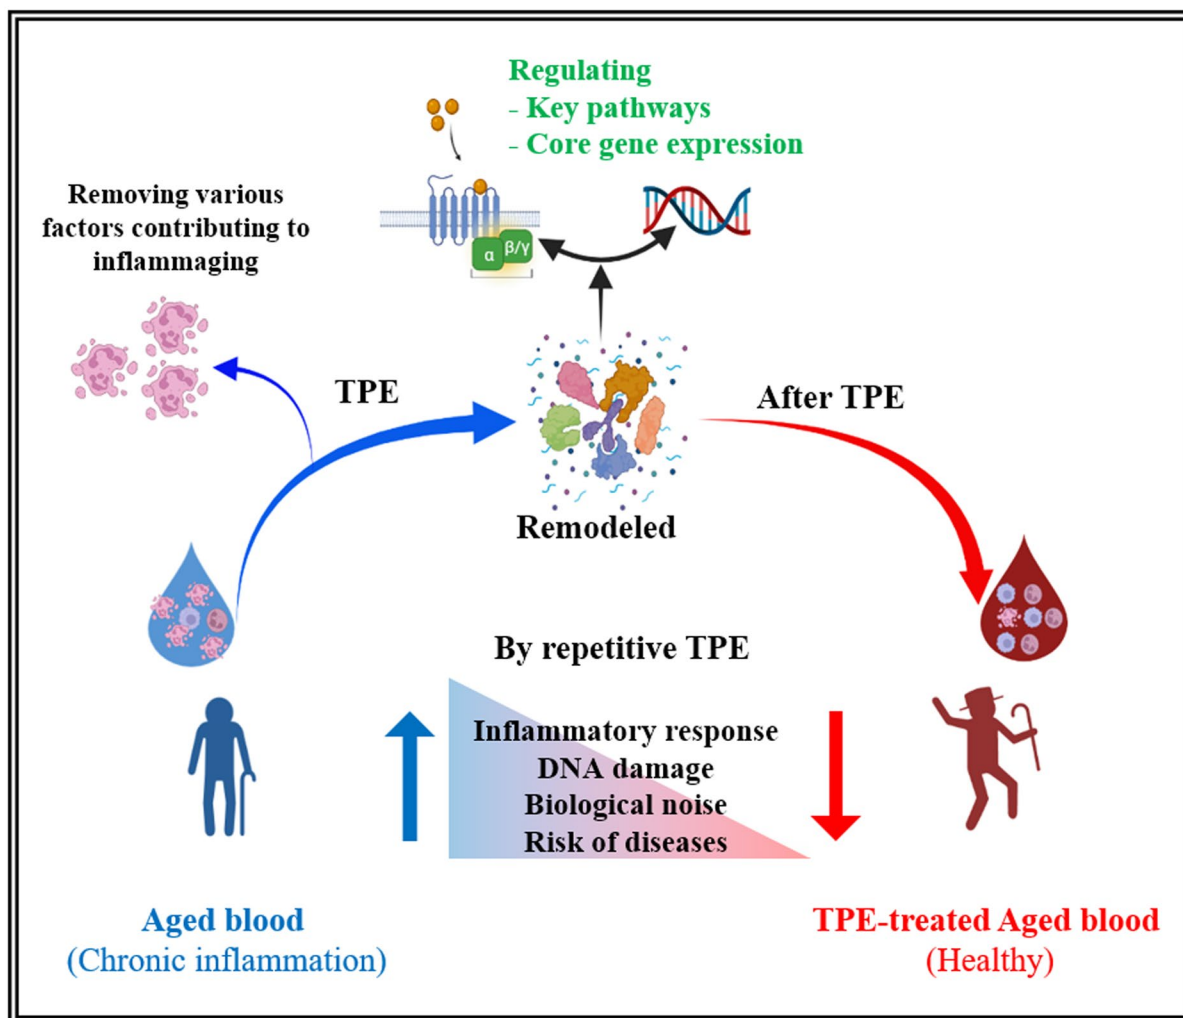 Regulating
- Key pathways
- Core gene expression
Removing various
factors contributing to
inflammaging
α
β/γ
TPE
After TPE
Remodeled
By repetitive TPE
Inflammatory response
DNA damage
Biological noise
Risk of diseases
Aged blood
(Chronic inflammation)
TPE-treated Aged blood
(Healthy)